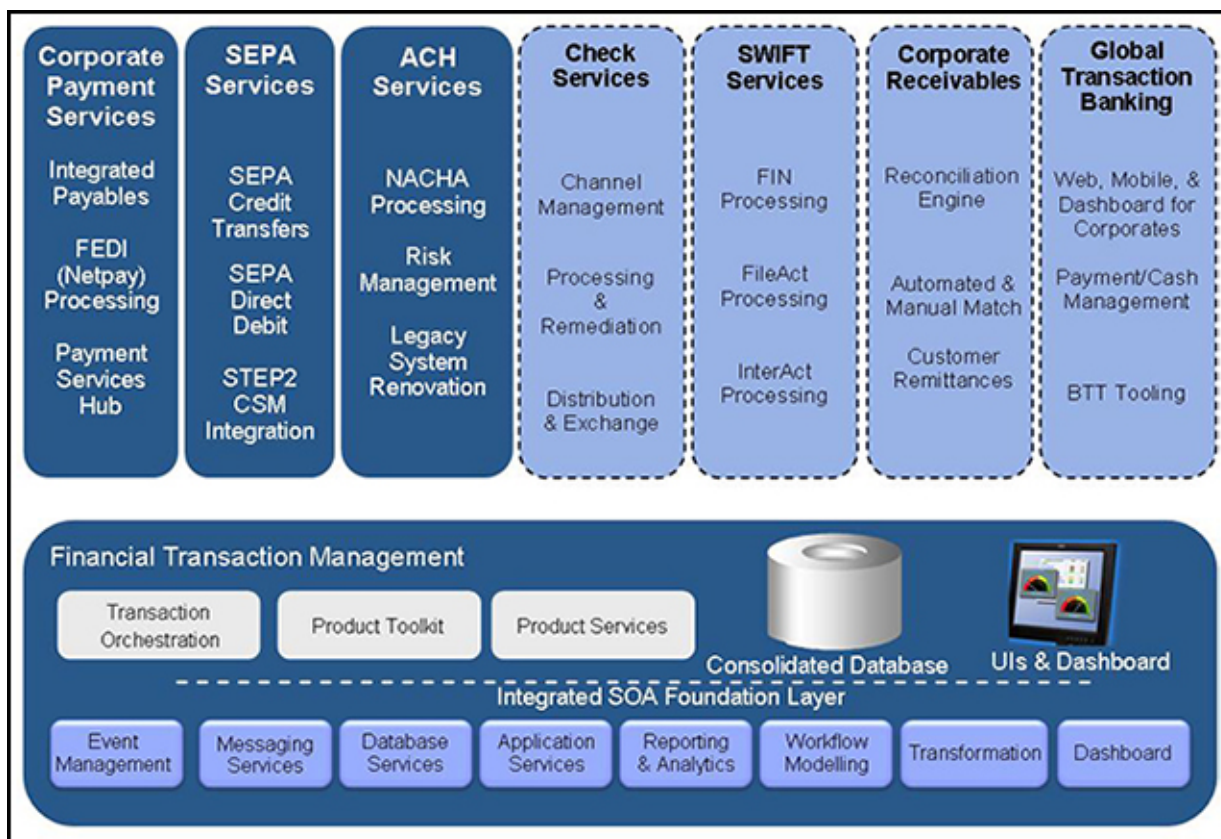 Corporate
Payment
Services
Integrated
Payables
FEDI
(Netpay)
Processing
Payment
Services
Hub
SEPA
Services
SEPA
Credit
Transfers
SEPA
Direct
Debit
STEP2
CSM
Integration
ACH
Services
NACHA
Processing
Risk
Management
Legacy
System
Renovation
Check
Services
Channel
Management
Processing
&
Remediation
Distribution
& Exchange
SWIFT
Services
FIN
Processing
FileAct
Processing
InterAct
Processing
Corporate
Receivables
Reconciliation
Engine
Automated &
Manual Match
Customer
Remittances
Global
Transaction
Banking
Web, Mobile, &
Dashboard for
Corporates
Payment/Cash
Management
BTT Tooling
Financial Transaction Management
Transaction
Orchestration
Product Toolkit
Product Services
Consolidated Database
UIs & Dashboard
Integrated SOA Foundation Layer
Event
Management
Messaging
Services
Database
Services
Application
Services
Reporting
& Analytics
Workflow
Modelling
Transformation
Dashboard